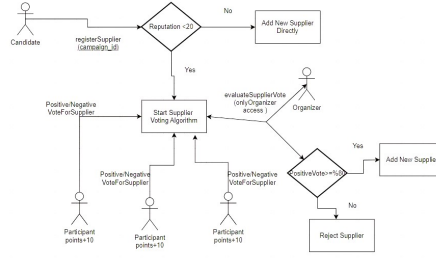 No
Reputation <20
Add New Supplier
Directly
Candidate
registerSupplier
(campaign_id)
Yes
evaluateSupplierVote
(onlyOrganizer
access )
Organizer
Start Supplier
Voting Algorithm
Positive/Negative
VoteForSupplier
Positive/Negative
VoteForSupplier
Positive/Negative
VoteForSupplier
Yes
Add New Supplier
No
Reject Supplier
Participant
points+10
Participant
points+10
Participant
points+10